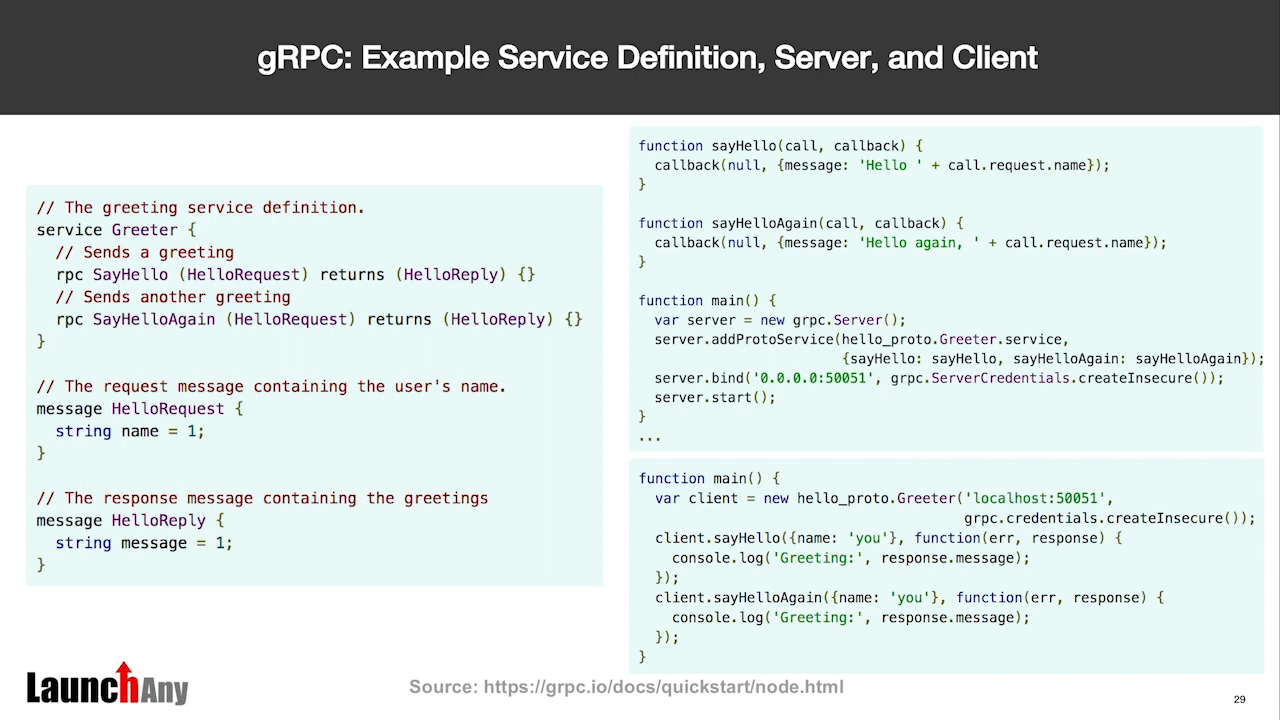 gRPC: Example Service Definition, Server, and Client
// The greeting service definition.
service Greeter {
  // Sends a greeting
  rpc SayHello (HelloRequest) returns (HelloReply) {}
  // Sends another greeting
  rpc SayHelloAgain (HelloRequest) returns (HelloReply) {}
}
// The request message containing the user's name.
message HelloRequest {
  string name = 1;
}
// The response message containing the greetings
message HelloReply {
  string message = 1;
}
function sayHello(call, callback) {
  callback(null, {message: 'Hello ' + call.request.name});
}
function sayHelloAgain(call, callback) {
  callback(null, {message: 'Hello again, ' + call.request.name});
}
function main() {
  var server = new grpc.Server();
  server.addProtoService(hello_proto.Greeter.service,
                         {sayHello: sayHello, sayHelloAgain: sayHelloAgain});
  server.bind('0.0.0.0:50051', grpc.ServerCredentials.createInsecure());
  server.start();
}
...
function main() {
  var client = new hello_proto.Greeter('localhost:50051',
                                       grpc.credentials.createInsecure());
  client.sayHello({name: 'you'}, function(err, response) {
    console.log('Greeting:', response.message);
  });
  client.sayHelloAgain({name: 'you'}, function(err, response) {
    console.log('Greeting:', response.message);
  });
}
LaunchAny
Source: https://grpc.io/docs/quickstart/node.html
29